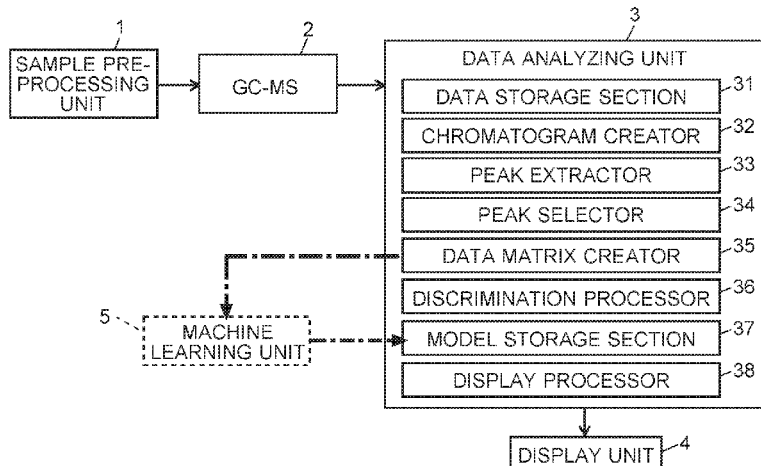 1
SAMPLE PRE-
PROCESSING
UNIT
2
GC-MS
3
DATA ANALYZING UNIT
DATA STORAGE SECTION 31
CHROMATOGRAM CREATOR 32
PEAK EXTRACTOR 33
PEAK SELECTOR 34
DATA MATRIX CREATOR 35
DISCRIMINATION PROCESSOR 36
MODEL STORAGE SECTION 37
DISPLAY PROCESSOR 38
5
MACHINE
LEARNING UNIT
DISPLAY UNIT 4